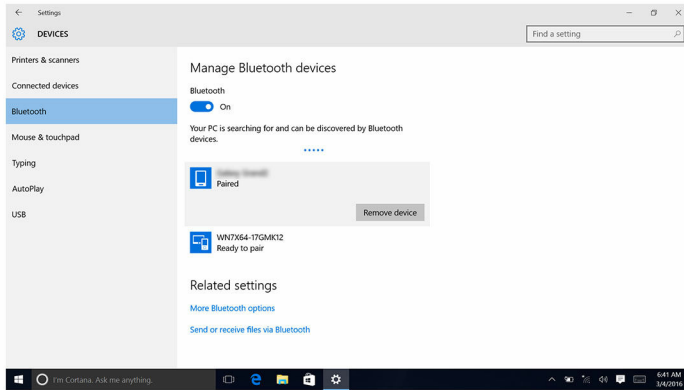 Settings
DEVICES
Find a setting
Printers & scanners
Connected devices
Bluetooth
Mouse & touchpad
Typing
AutoPlay
USB
Manage Bluetooth devices
Bluetooth
On
Your PC is searching for and can be discovered by Bluetooth
devices.
Paired
Remove device
WN7X64-17GMK12
Ready to pair
Related settings
More Bluetooth options
Send or receive files via Bluetooth
I'm Cortana. Ask me anything.
6:41 AM
3/4/2016